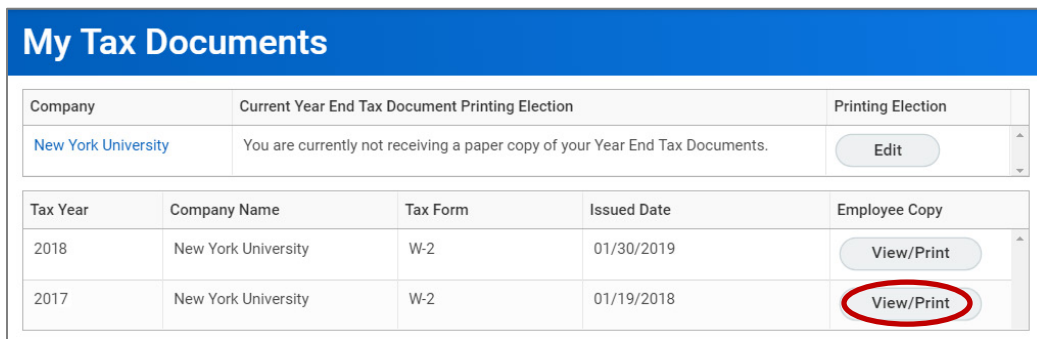 My Tax Documents
Company Current Year End Tax Document Printing Election Printing Election
New York University You are currently not receiving a paper copy of your Year End Tax Documents. Edit
Tax Year Company Name Tax Form Issued Date Employee Copy
2018 New York University W-2 01/30/2019 View/Print
2017 New York University W-2 01/19/2018 View/Print